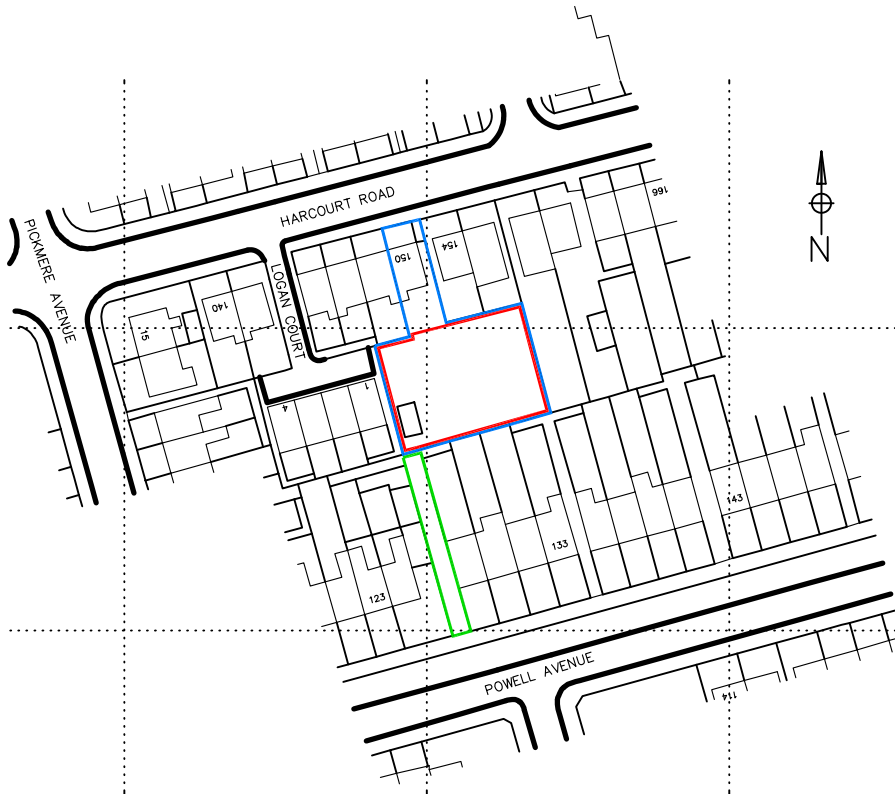 166
HARCOURT ROAD
PICKMERE AVENUE
154
150
LOGAN COURT
140
15
N
1
4
143
133
123
POWELL AVENUE
114